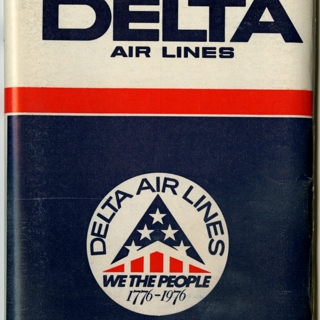 DELTA
AIR LINES
DELTA AIR LINES
WE THE PEOPLE
1776-1976